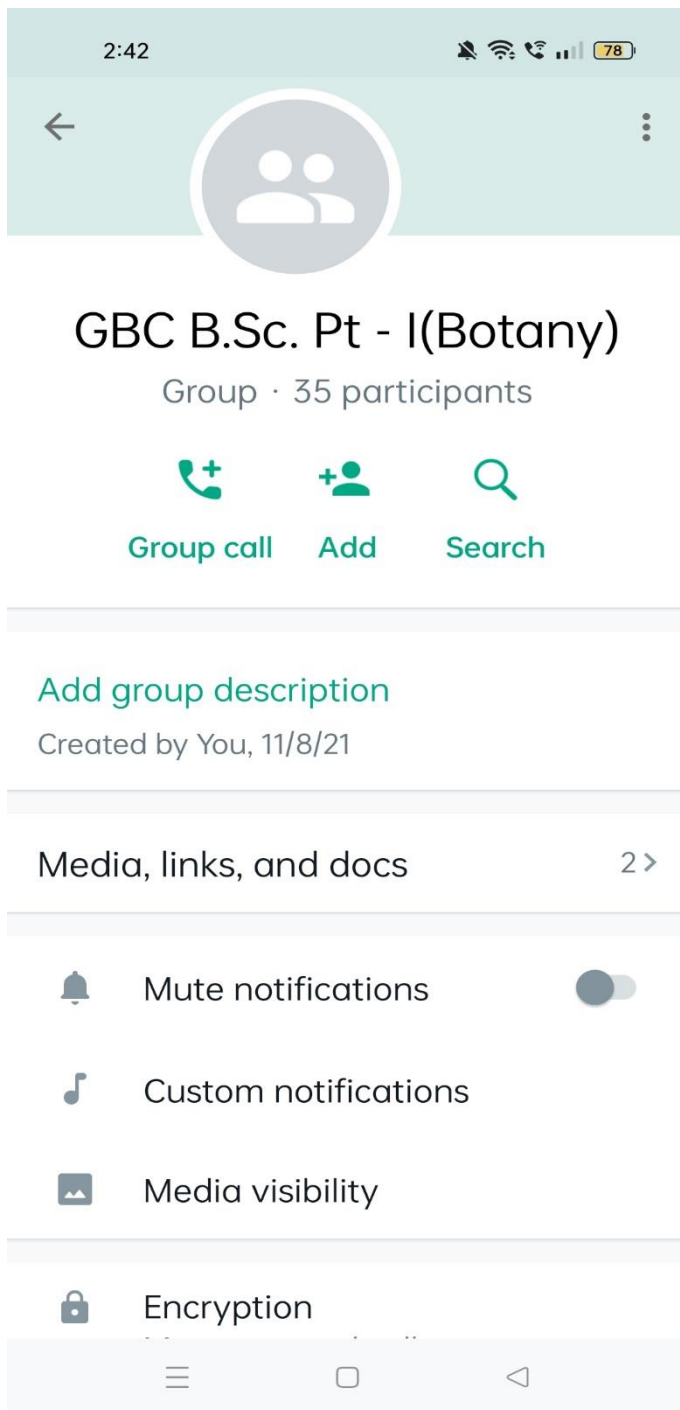 2:42
78
GBC B.Sc. Pt - I(Botany)
Group · 35 participants
Group call Add Search
Add group description
Created by You, 11/8/21
Media, links, and docs 2
Mute notifications
Custom notifications
Media visibility
Encryption